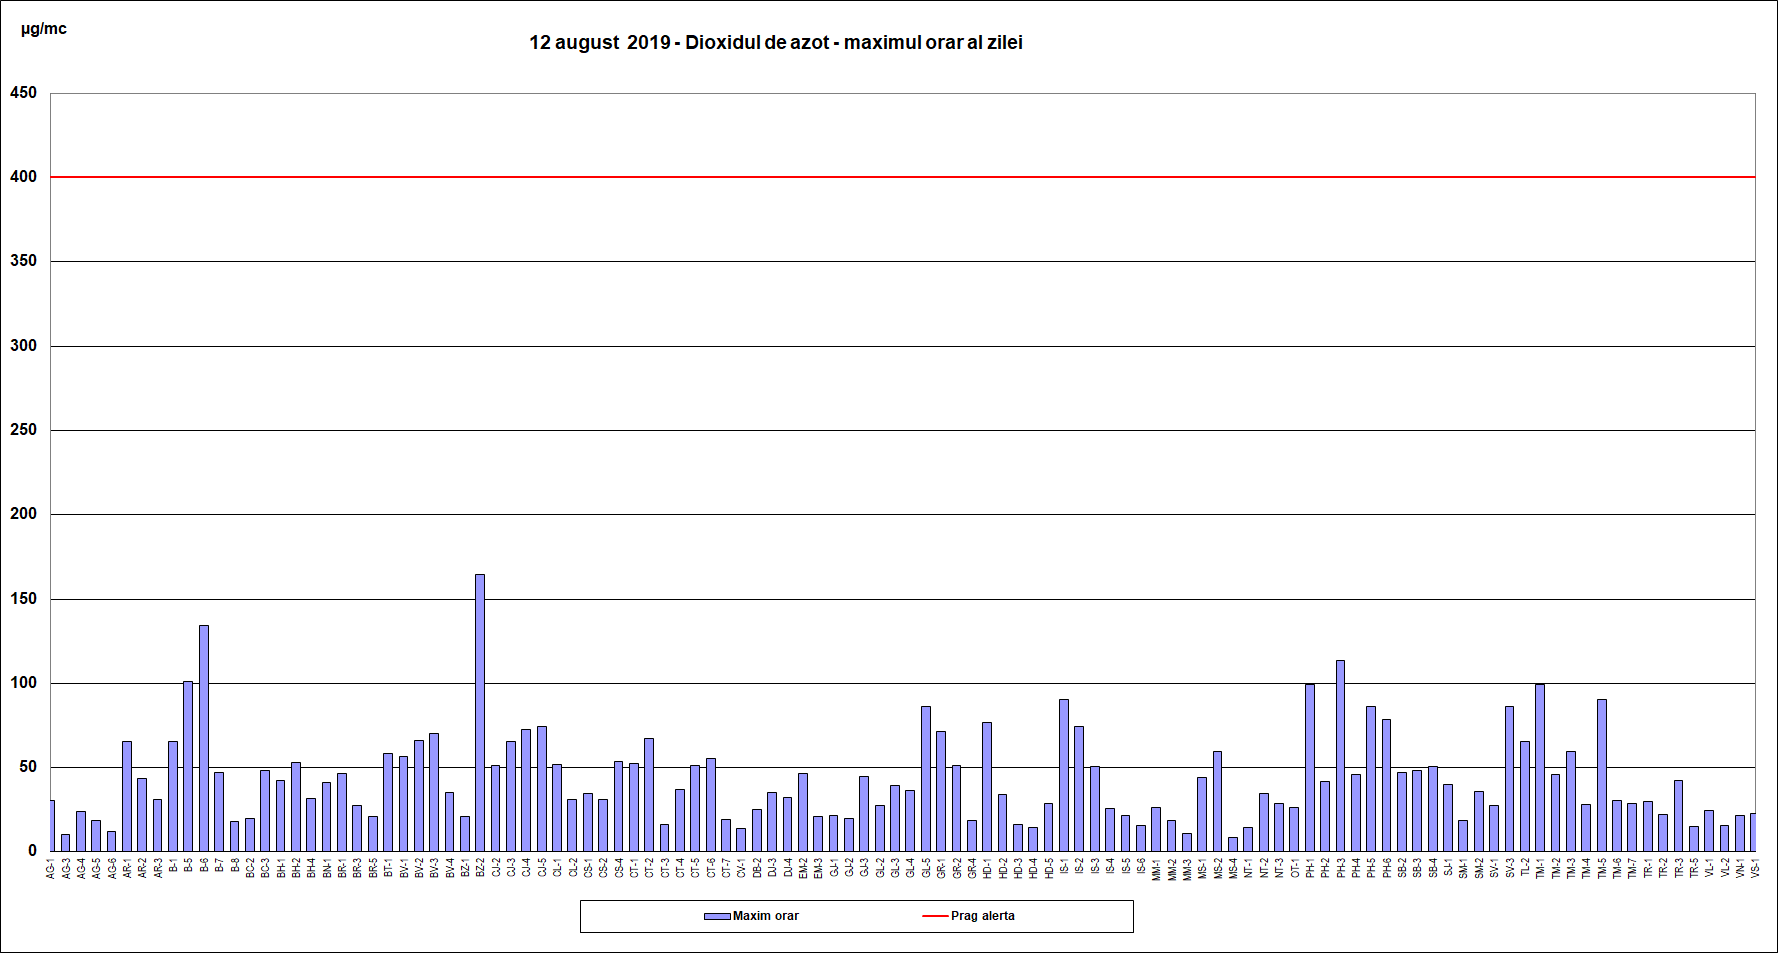 µg/mc
12 august 2019 - Dioxidul de azot - maximul orar al zilei
450
400
350
300
250
200
150
100
50
0
AG-1 AG-3 AG-4 AG-5 AG-6 AR-1 AR-2 AR-3 B-1 B-5 B-6 B-7 B-8 BC-2 BC-3 BH-1 BH-2 BH-4 BN-1 BR-1 BR-3 BR-5 BT-1 BV-1 BV-2 BV-3 BV-4 BZ-1 BZ-2 CJ-2 CJ-3 CJ-4 CJ-5 CL-1 CL-2 CS-1 CS-2 CS-4 CT-1 CT-2 CT-3 CT-4 CT-5 CT-6 CT-7 CV-1 DB-2 DJ-3 DJ-4 EM-2 EM-3 GJ-1 GJ-2 GJ-3 GL-2 GL-3 GL-4 GL-5 GR-1 GR-2 GR-4 HD-1 HD-2 HD-3 HD-4 HD-5 IS-1 IS-2 IS-3 IS-4 IS-5 IS-6 MM-1 MM-2 MM-3 MS-1 MS-2 MS-4 NT-1 NT-2 NT-3 OT-1 PH-1 PH-2 PH-3 PH-4 PH-5 PH-6 SB-2 SB-3 SB-4 SJ-1 SM-1 SM-2 SV-1 SV-3 TL-2 TM-1 TM-2 TM-3 TM-4 TM-5 TM-6 TM-7 TR-1 TR-2 TR-3 TR-5 VL-1 VL-2 VN-1 VS-1
Maxim orar
Prag alerta